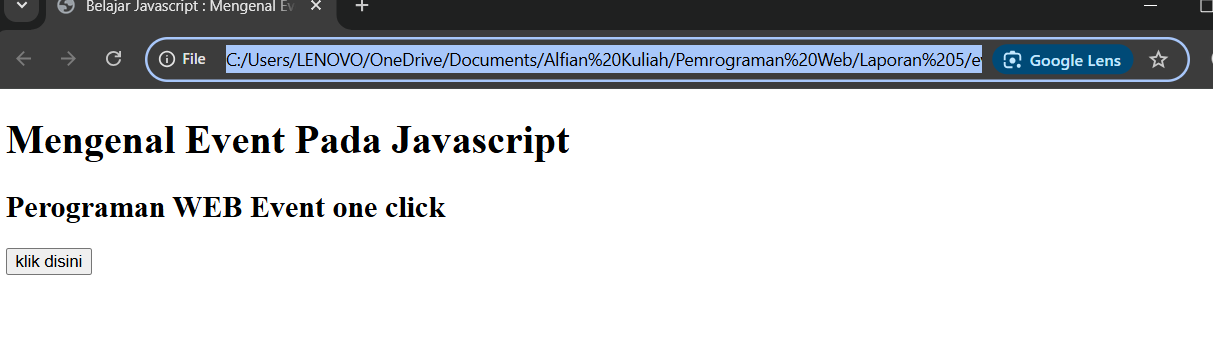 Belajar Javascript : Mengenal Ev
File C:/Users/LENOVO/OneDrive/Documents/Alfian%20Kuliah/Pemrograman%20Web/Laporan%205/e Google Lens
Mengenal Event Pada Javascript
Perograman WEB Event one click
klik disini